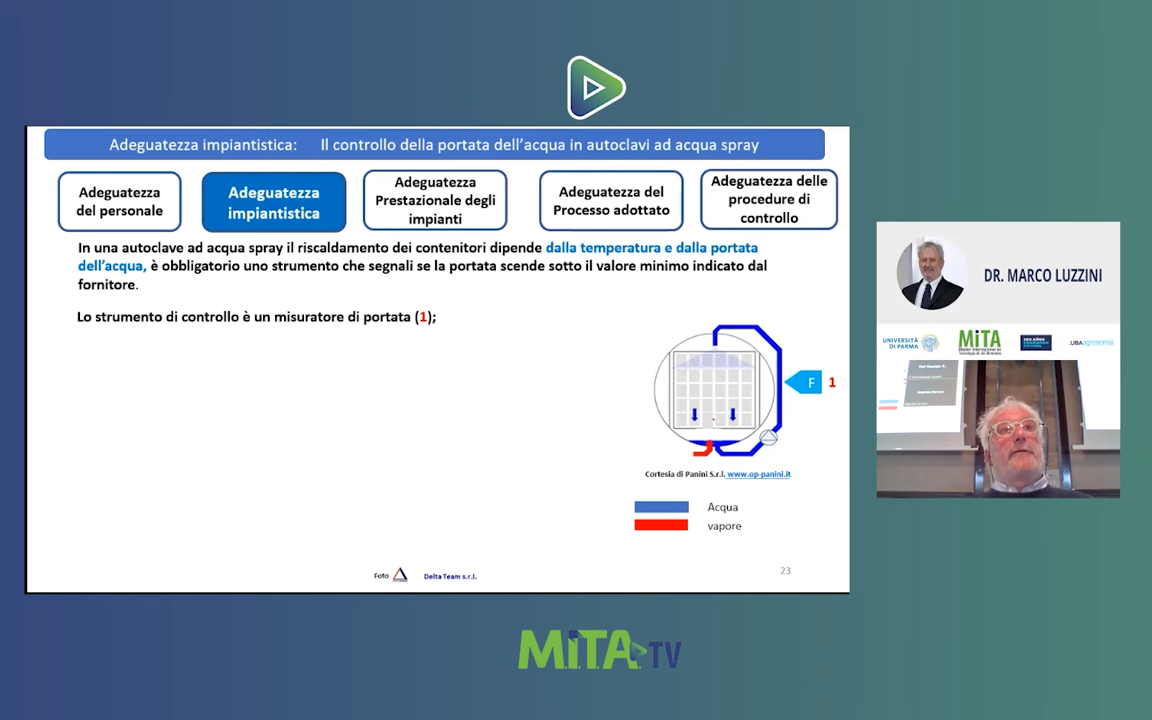 Adeguatezza impiantistica: Il controllo della portata dell'acqua in autoclavi ad acqua spray
Adeguatezza
del personale
Adeguatezza
impiantistica
Adeguatezza
Prestazionale degli
impianti
Adeguatezza del
Processo adottato
Adeguatezza delle
procedure di
controllo
In una autoclave ad acqua spray il riscaldamento dei contenitori dipende dalla temperatura e dalla portata
dell'acqua, è obbligatorio uno strumento che segnali se la portata scende sotto il valore minimo indicato dal
fornitore.
Lo strumento di controllo è un misuratore di portata (1);
F 1
Cortesia di Panini S.r.l. www.op-panini.it
Acqua
vapore
Foto Delta Team s.r.l.
23
DR. MARCO LUZZINI
UNIVERSITÀ
DI PARMA
MiTA
.UBAagronomia
M.i.T.A. TV